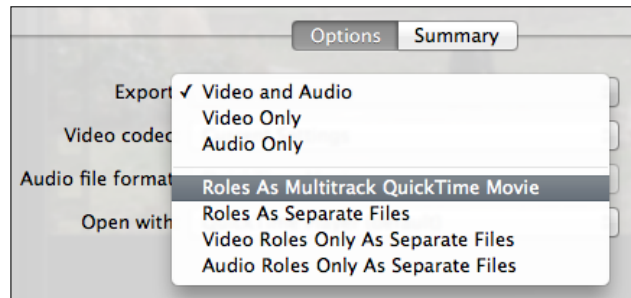 Options Summary
Export ✓ Video and Audio
Video Only
Video codec
Audio Only
Audio file format
Roles As Multitrack QuickTime Movie
Open with
Roles As Separate Files
Video Roles Only As Separate Files
Audio Roles Only As Separate Files